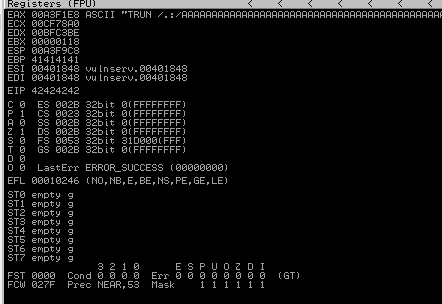 Registers (FPU) < < < < <
EAX 00A3F1E8 ASCII "TRUN /.:/AAAAAAAAAAAAAAAAAAAAAAAAAAAAAAAAAAA
ECX 00CF78A0
EDX 00BFC3BE
EBX 00000118
ESP 00A3F9C8
EBP 41414141
ESI 00401848 vulnserv.00401848
EDI 00401848 vulnserv.00401848
EIP 42424242
C 0 ES 002B 32bit 0(FFFFFFFF)
P 1 CS 0023 32bit 0(FFFFFFFF)
A 0 SS 002B 32bit 0(FFFFFFFF)
Z 1 DS 002B 32bit 0(FFFFFFFF)
S 0 FS 0053 32bit 31D000(FFF)
T 0 GS 002B 32bit 0(FFFFFFFF)
D 0
O 0 LastErr ERROR_SUCCESS (00000000)
EFL 00010246 (NO,NB,E,BE,NS,PE,GE,LE)
ST0 empty g
ST1 empty g
ST2 empty g
ST3 empty g
ST4 empty g
ST5 empty g
ST6 empty g
ST7 empty g
3 2 1 0 E S P U O Z D I
FST 0000 Cond 0 0 0 0 Err 0 0 0 0 0 0 0 0 (GT)
FCW 027F Prec NEAR,53 Mask 1 1 1 1 1 1